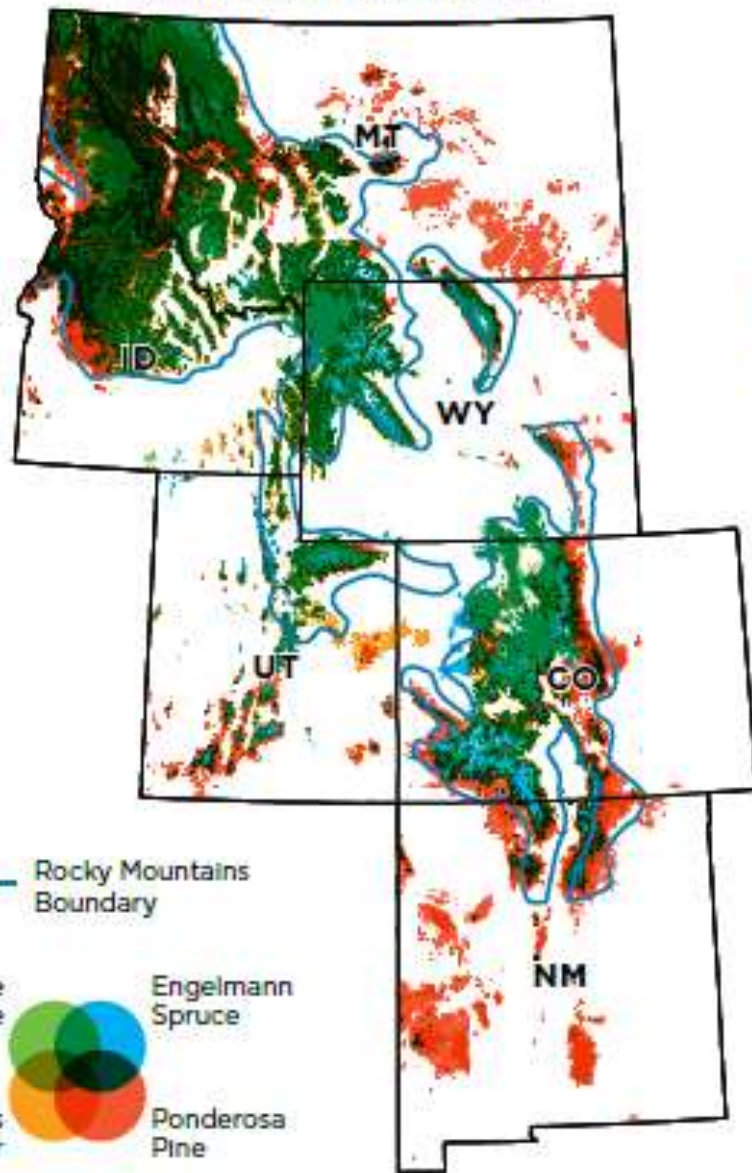 MT
ID
WY
UT
CO
Rocky Mountains
Boundary
NM
Engelmann
Spruce
Ponderosa
Pine